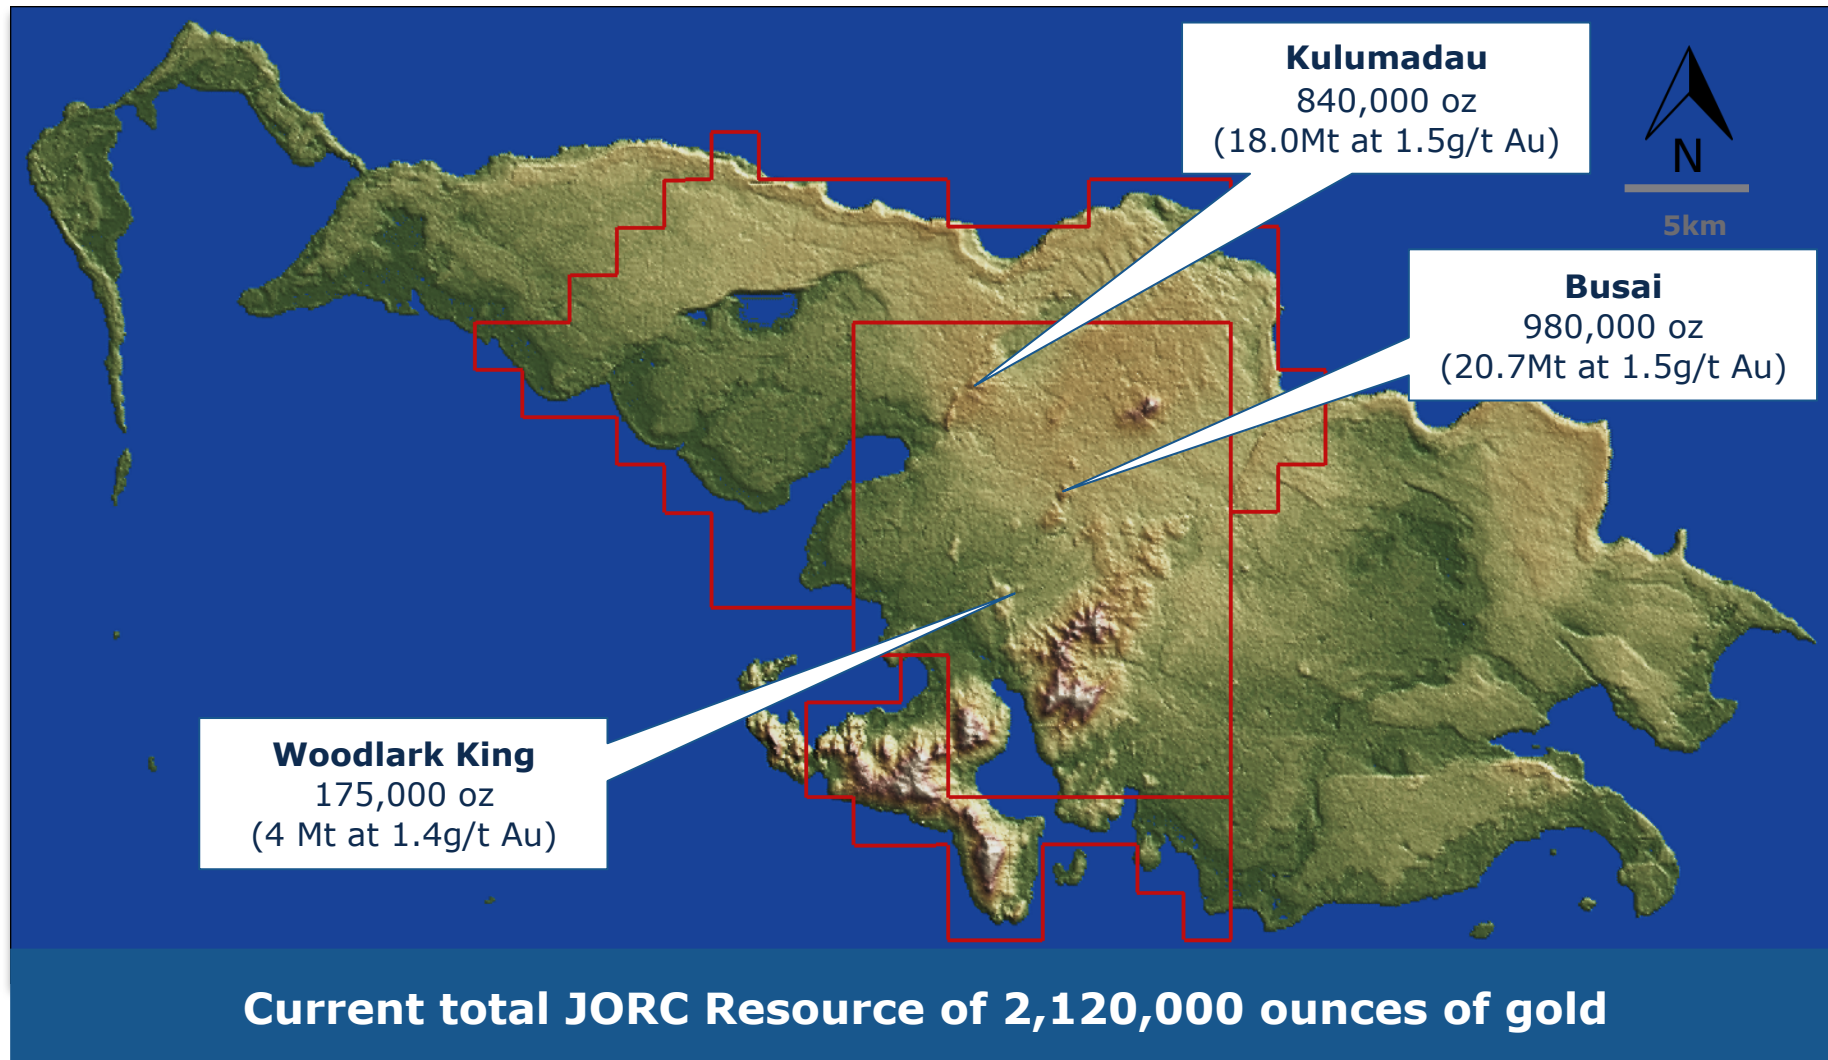 Kulumadau
840,000 oz
(18.0Mt at 1.5g/t Au)
N
5km
Busai
980,000 oz
(20.7Mt at 1.5g/t Au)
Woodlark King
175,000 oz
(4 Mt at 1.4g/t Au)
Current total JORC Resource of 2,120,000 ounces of gold